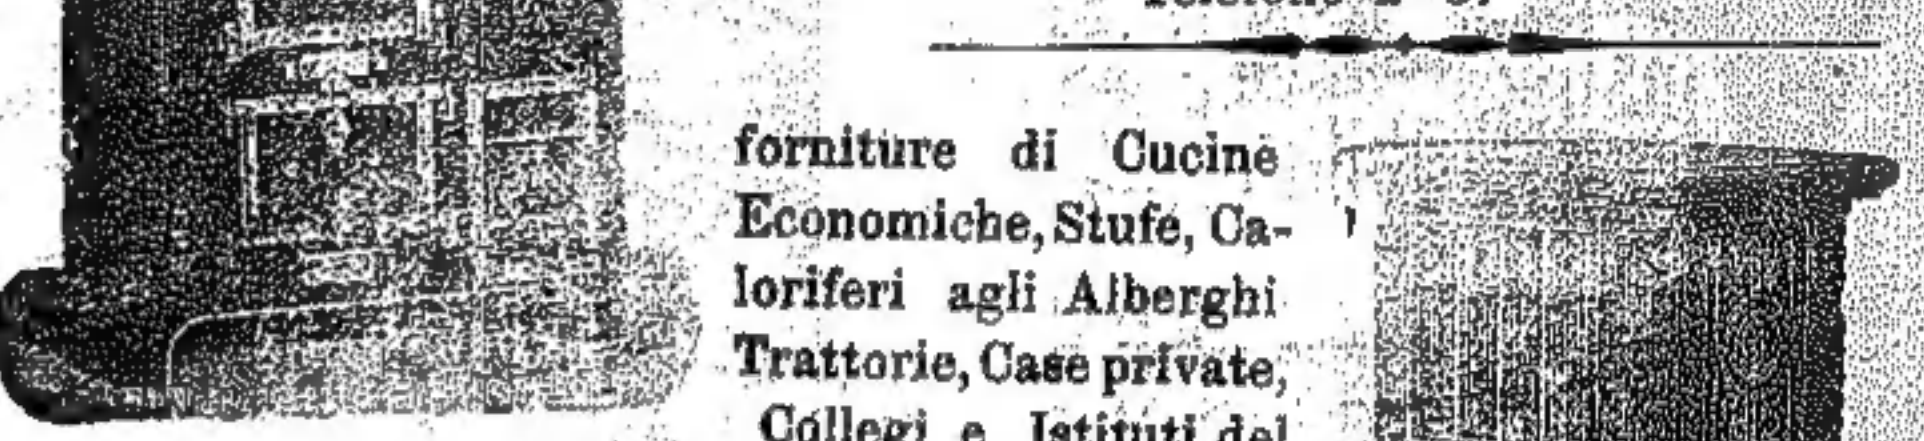 forniture di Cucine
Economiche, Stufe, Ca-
loriferi agli Alberghi
Trattorie, Case private,
Collegi e Istituti del